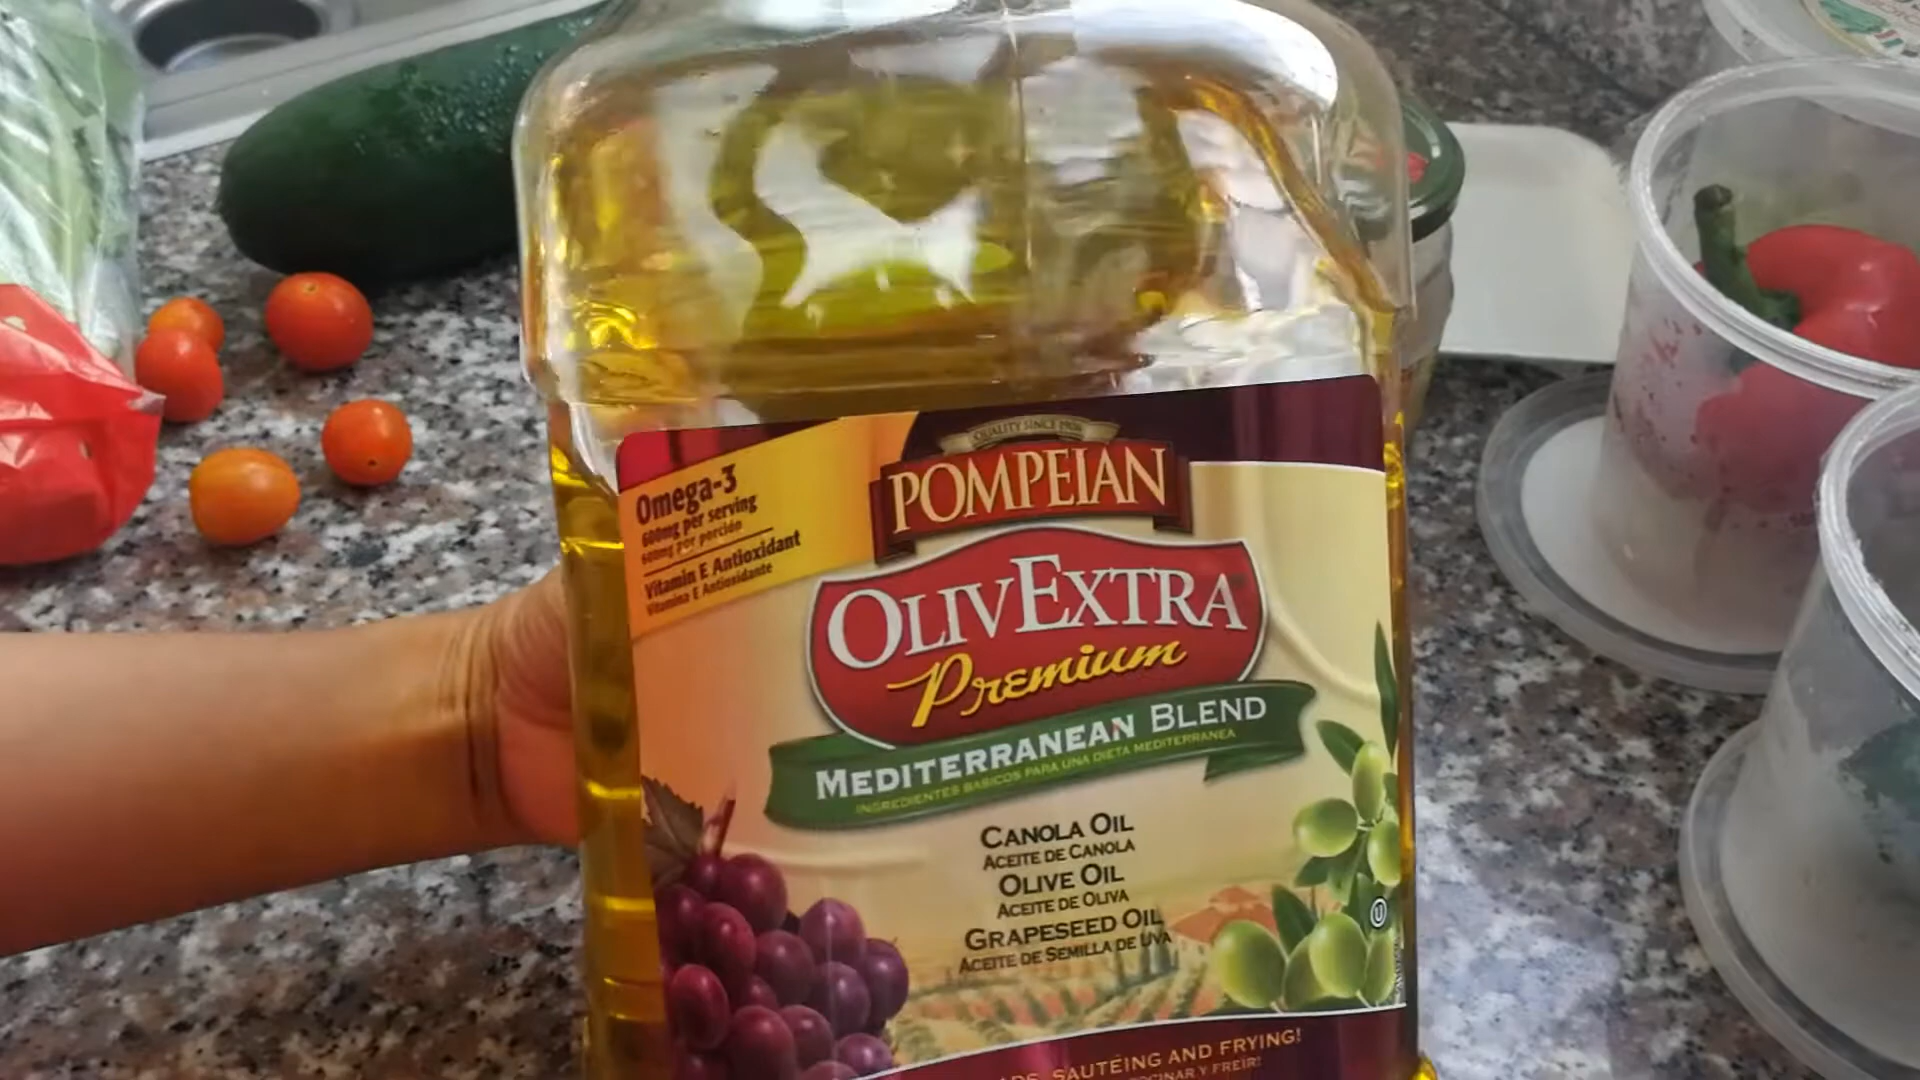 QUALITY SINCE 1906
POMPEIAN
Omega-3
600mg per serving
600mg por porción
Vitamin E Antioxidant
Vitamina E Antioxidante
OLIVEXTRA
Premium
MEDITERRANEAN BLEND
INGREDIENTES BASICOS PARA UNA DIETA MEDITERRANEA
CANOLA OIL
ACEITE DE CANOLA
OLIVE OIL
ACEITE DE OLIVA
GRAPESEED OIL
ACEITE DE SEMILLA DE UVA
U
SAUTÉING AND FRYING!
Y FREIR!